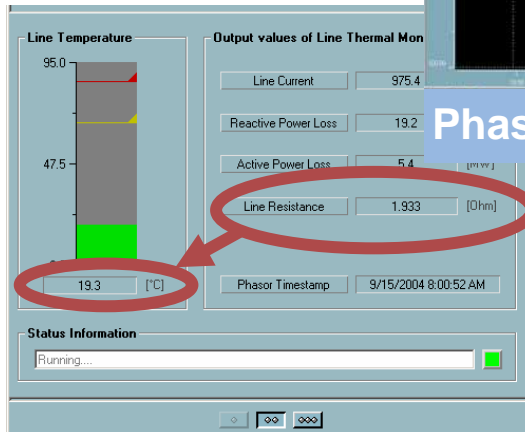 Line Temperature
95.0
47.5
19.3 [°C]
Output values of Line Thermal Mon
Line Current 975.4
Reactive Power Loss 19.2
Active Power Loss 5.4 [MW]
Line Resistance 1.933 [Ohm]
Phasor Timestamp 9/15/2004 8:00:52 AM
Phas
Status Information
Running....